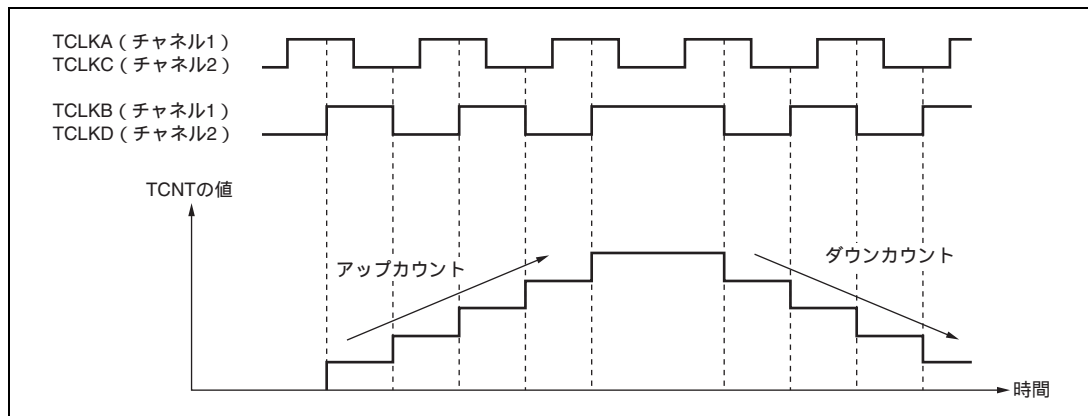 TCLKA（チャネル1）
TCLKC（チャネル2）
TCLKB（チャネル1）
TCLKD（チャネル2）
TCNTの値
アップカウント
ダウンカウント
時間